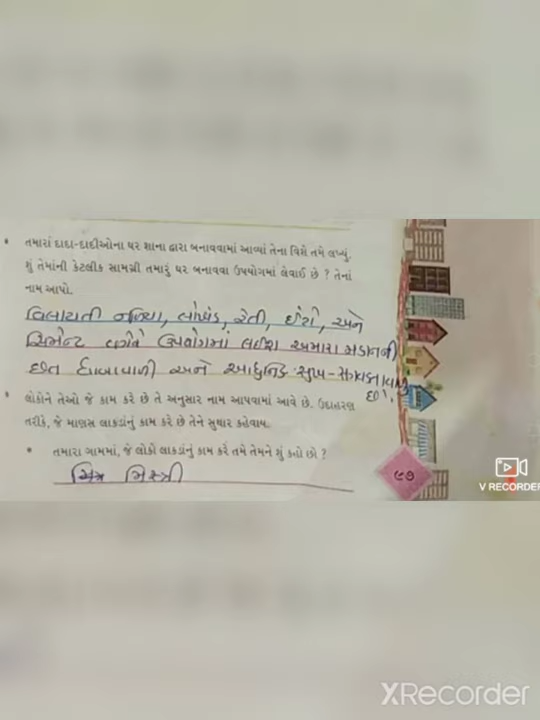 તમારાં દાદા-દાદીઓના ઘર શાના દ્વારા બનાવવામાં આવ્યાં તેના વિશે તમે લખ્યું.
શું તેમાંની કેટલીક સામગ્રી તમારું ઘર બનાવવા ઉપયોગમાં લેવાઈ છે ? તેનાં
નામ આપો.
વિલાયતી નળિયા, લોખંડ, રેતી, ઈંટો, અને
સિમેન્ટ વગેરે ઉપયોગમાં લઈશ અમારા મકાનની
છત ધાબાવાળી અને આધુનિક સુખ-સગવડવાળું
છે.
લોકોને તેઓ જે કામ કરે છે તે અનુસાર નામ આપવામાં આવે છે. ઉદાહરણ
તરીકે, જે માણસ લાકડાંનું કામ કરે છે તેને સુથાર કહેવાય.
તમારા ગામમાં, જે લોકો લાકડાંનું કામ કરે તમે તેમને શું કહો છો ?
મિસ્ત્રી
૯૭
V RECORDER
XRecorder